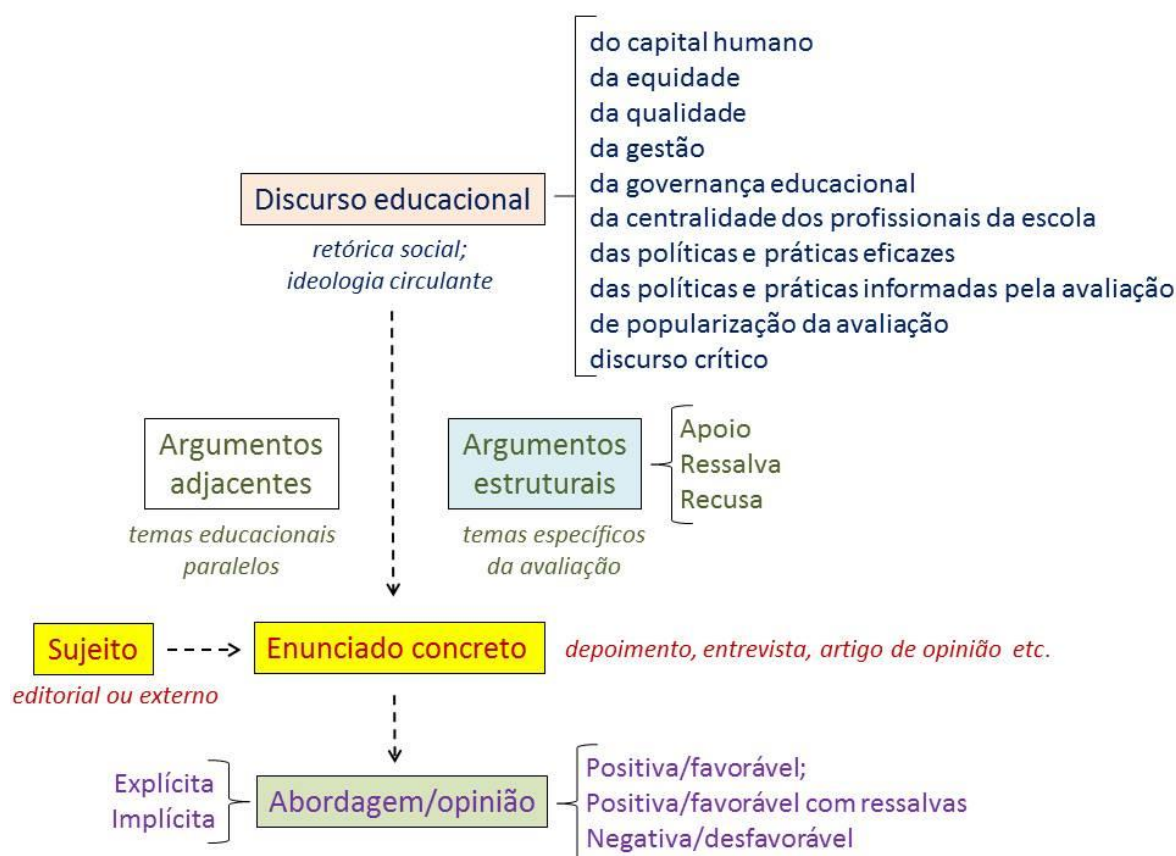 do capital humano
da equidade
da qualidade
da gestão
da governança educacional
da centralidade dos profissionais da escola
das políticas e práticas eficazes
das políticas e práticas informadas pela avaliação
de popularização da avaliação
discurso crítico
Discurso educacional
retórica social;
ideologia circulante
Argumentos
adjacentes
temas educacionais
paralelos
Argumentos
estruturais
temas específicos
da avaliação
Apoio
Ressalva
Recusa
Sujeito
editorial ou externo
Enunciado concreto
depoimento, entrevista, artigo de opinião etc.
Explícita
Implícita
Abordagem/opinião
Positiva/favorável;
Positiva/favorável com ressalvas
Negativa/desfavorável